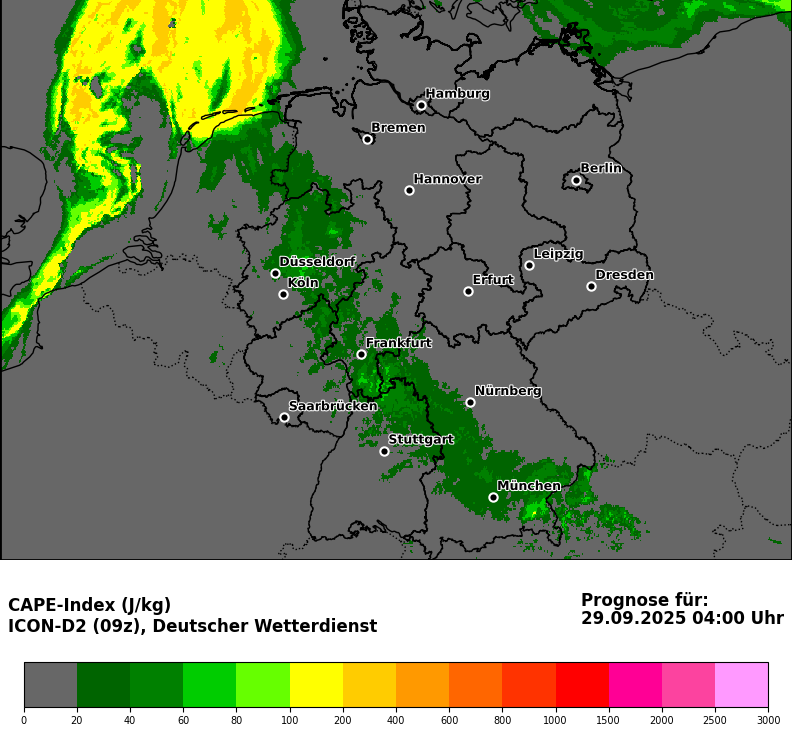 Hamburg
Bremen
Berlin
Hannover
Leipzig
Düsseldorf
Dresden
Köln
Erfurt
Frankfurt
Nürnberg
Saarbrücken
Stuttgart
München
CAPE-Index (J/kg)
ICON-D2 (09z), Deutscher Wetterdienst
Prognose für:
29.09.2025 04:00 Uhr
0 20 40 60 80 100 200 400 600 800 1000 1500 2000 2500 3000